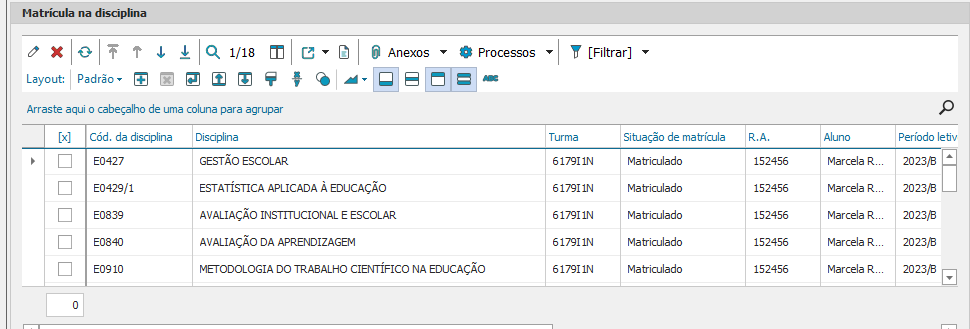 Matrícula na disciplina
1/18 Anexos Processos [Filtrar]
Layout: Padrão ABC
Arraste aqui o cabeçalho de uma coluna para agrupar
[x] Cód. da disciplina Disciplina Turma Situação de matrícula R.A. Aluno Período letiv
E0427 GESTÃO ESCOLAR 6179I1N Matriculado 152456 Marcela R... 2023/B
E0429/1 ESTATÍSTICA APLICADA À EDUCAÇÃO 6179I1N Matriculado 152456 Marcela R... 2023/B
E0839 AVALIAÇÃO INSTITUCIONAL E ESCOLAR 6179I1N Matriculado 152456 Marcela R... 2023/B
E0840 AVALIAÇÃO DA APRENDIZAGEM 6179I1N Matriculado 152456 Marcela R... 2023/B
E0910 METODOLOGIA DO TRABALHO CIENTÍFICO NA EDUCAÇÃO 6179I1N Matriculado 152456 Marcela R... 2023/B
0